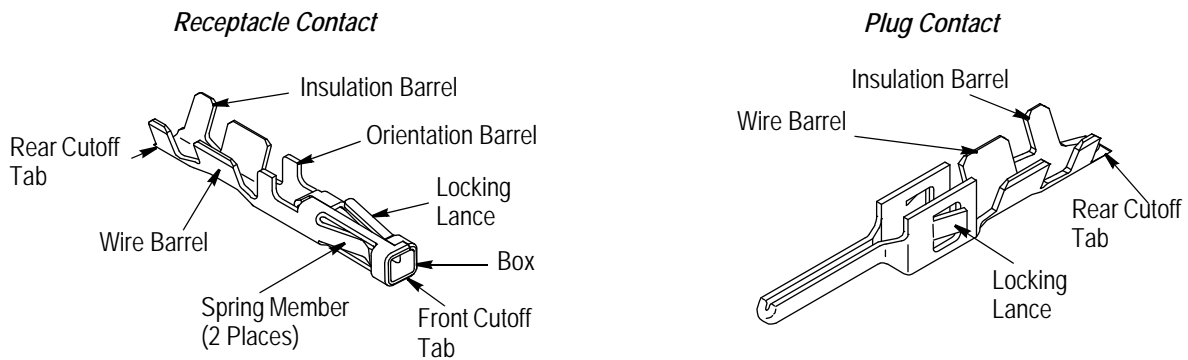 Receptacle Contact
Insulation Barrel
Orientation Barrel
Rear Cutoff
Tab
Locking
Lance
Wire Barrel
Box
Spring Member
(2 Places)
Front Cutoff
Tab
Plug Contact
Insulation Barrel
Wire Barrel
Rear Cutoff
Tab
Locking
Lance